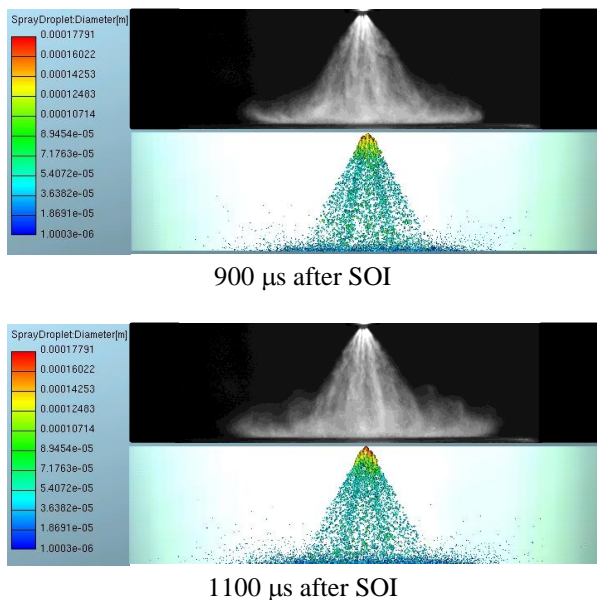 SprayDroplet:Diameter[m]
0.00017791
0.00016022
0.00014253
0.00012483
0.00010714
8.9454e-05
7.1763e-05
5.4072e-05
3.6382e-05
1.8691e-05
1.0003e-06
900 μs after SOI
SprayDroplet:Diameter[m]
0.00017791
0.00016022
0.00014253
0.00012483
0.00010714
8.9454e-05
7.1763e-05
5.4072e-05
3.6382e-05
1.8691e-05
1.0003e-06
1100 μs after SOI